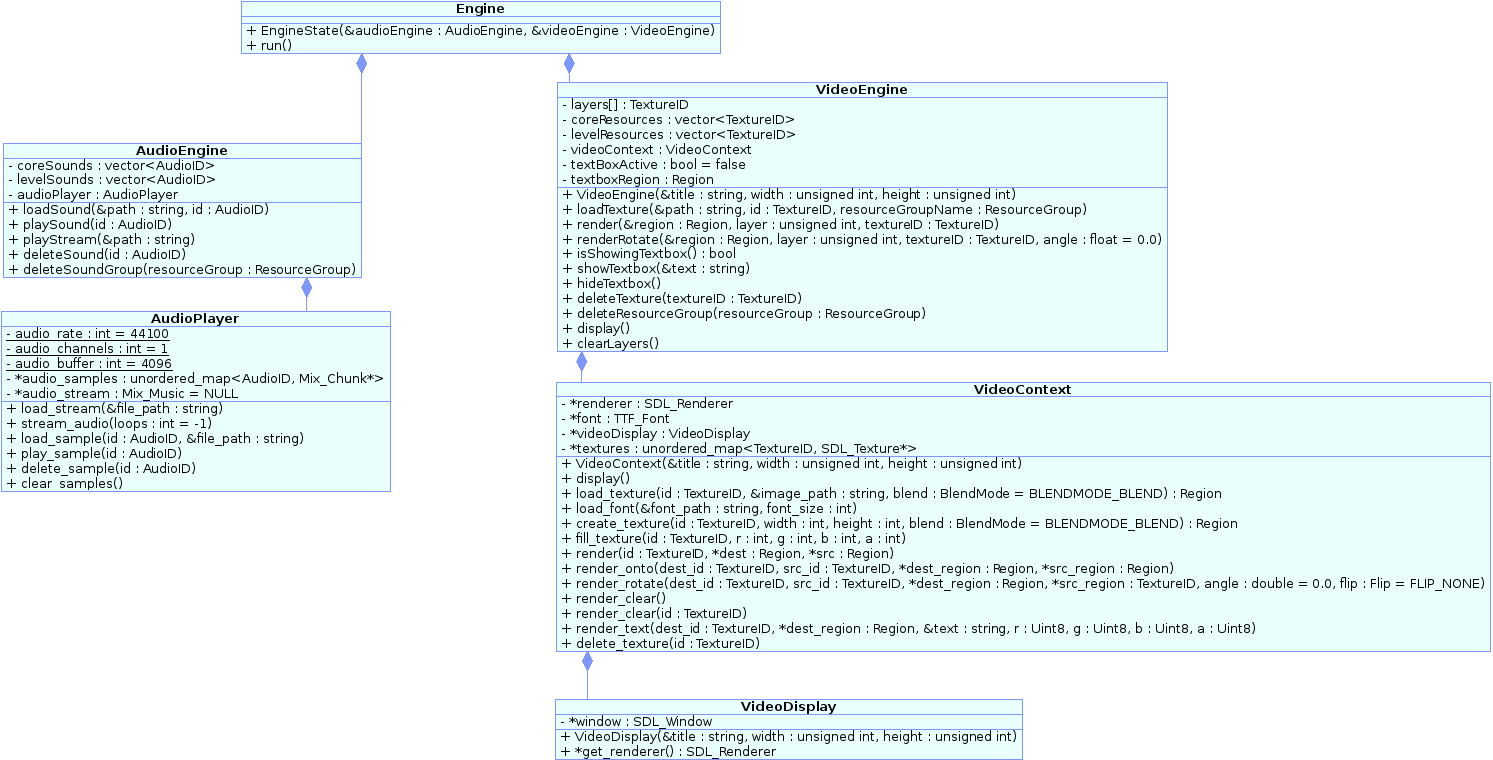 Engine
+ EngineState(&audioEngine : AudioEngine, &videoEngine : VideoEngine)
+ run()
AudioEngine
- coreSounds : vector<AudioID>
- levelSounds : vector<AudioID>
- audioPlayer : AudioPlayer
+ loadSound(&path : string, id : AudioID)
+ playSound(id : AudioID)
+ playStream(&path : string)
+ deleteSound(id : AudioID)
+ deleteSoundGroup(resourceGroup : ResourceGroup)
AudioPlayer
- audio_rate : int = 44100
- audio_channels : int = 1
- audio_buffer : int = 4096
- *audio_samples : unordered_map<AudioID, Mix_Chunk*>
- *audio_stream : Mix_Music = NULL
+ load_stream(&file_path : string)
+ stream_audio(loops : int = -1)
+ load_sample(id : AudioID, &file_path : string)
+ play_sample(id : AudioID)
+ delete_sample(id : AudioID)
+ clear_samples()
VideoEngine
- layers[] : TextureID
- coreResources : vector<TextureID>
- levelResources : vector<TextureID>
- videoContext : VideoContext
- textBoxActive : bool = false
- textboxRegion : Region
+ VideoEngine(&title : string, width : unsigned int, height : unsigned int)
+ loadTexture(&path : string, id : TextureID, resourceGroupName : ResourceGroup)
+ render(&region : Region, layer : unsigned int, textureID : TextureID)
+ renderRotate(&region : Region, layer : unsigned int, textureID : TextureID, angle : float = 0.0)
+ isShowingTextbox() : bool
+ showTextbox(&text : string)
+ hideTextbox()
+ deleteTexture(textureID : TextureID)
+ deleteResourceGroup(resourceGroup : ResourceGroup)
+ display()
+ clearLayers()
VideoContext
- *renderer : SDL_Renderer
- *font : TTF_Font
- *videoDisplay : VideoDisplay
- *textures : unordered_map<TextureID, SDL_Texture*>
+ VideoContext(&title : string, width : unsigned int, height : unsigned int)
+ display()
+ load_texture(id : TextureID, &image_path : string, blend : BlendMode = BLENDMODE_BLEND) : Region
+ load_font(&font_path : string, font_size : int)
+ create_texture(id : TextureID, width : int, height : int, blend : BlendMode = BLENDMODE_BLEND) : Region
+ fill_texture(id : TextureID, r : int, g : int, b : int, a : int)
+ render(id : TextureID, *dest : Region, *src : Region)
+ render_onto(dest_id : TextureID, src_id : TextureID, *dest_region : Region, *src_region : Region)
+ render_rotate(dest_id : TextureID, src_id : TextureID, *dest_region : Region, *src_region : TextureID, angle : double = 0.0, flip : Flip = FLIP_NONE)
+ render_clear()
+ render_clear(id : TextureID)
+ render_text(dest_id : TextureID, *dest_region : Region, &text : string, r : Uint8, g : Uint8, b : Uint8, a : Uint8)
+ delete_texture(id : TextureID)
VideoDisplay
- *window : SDL_Window
+ VideoDisplay(&title : string, width : unsigned int, height : unsigned int)
+ *get_renderer() : SDL_Renderer